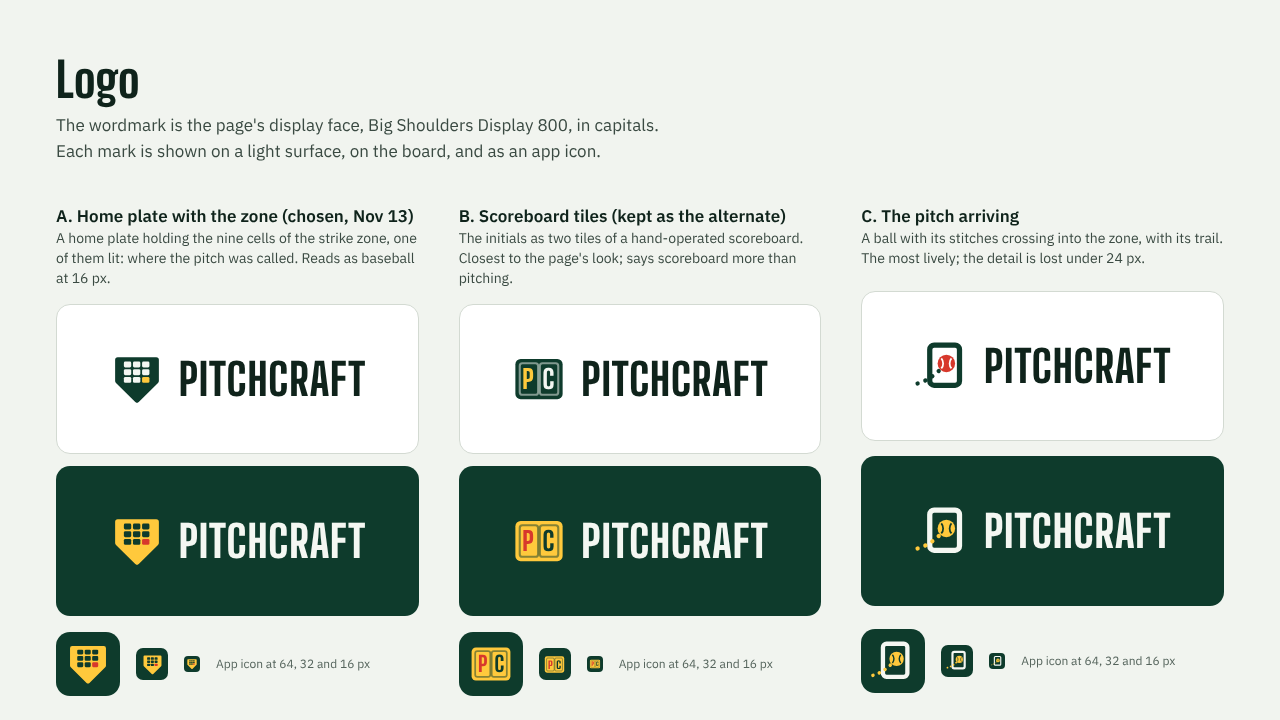 Logo
The wordmark is the page's display face, Big Shoulders Display 800, in capitals.
Each mark is shown on a light surface, on the board, and as an app icon.
A. Home plate with the zone (chosen, Nov 13)
A home plate holding the nine cells of the strike zone, one
of them lit: where the pitch was called. Reads as baseball
at 16 px.
PITCHCRAFT
PITCHCRAFT
App icon at 64, 32 and 16 px
B. Scoreboard tiles (kept as the alternate)
The initials as two tiles of a hand-operated scoreboard.
Closest to the page's look; says scoreboard more than
pitching.
PC PITCHCRAFT
PC PITCHCRAFT
PC PC PC App icon at 64, 32 and 16 px
C. The pitch arriving
A ball with its stitches crossing into the zone, with its trail.
The most lively; the detail is lost under 24 px.
PITCHCRAFT
PITCHCRAFT
App icon at 64, 32 and 16 px